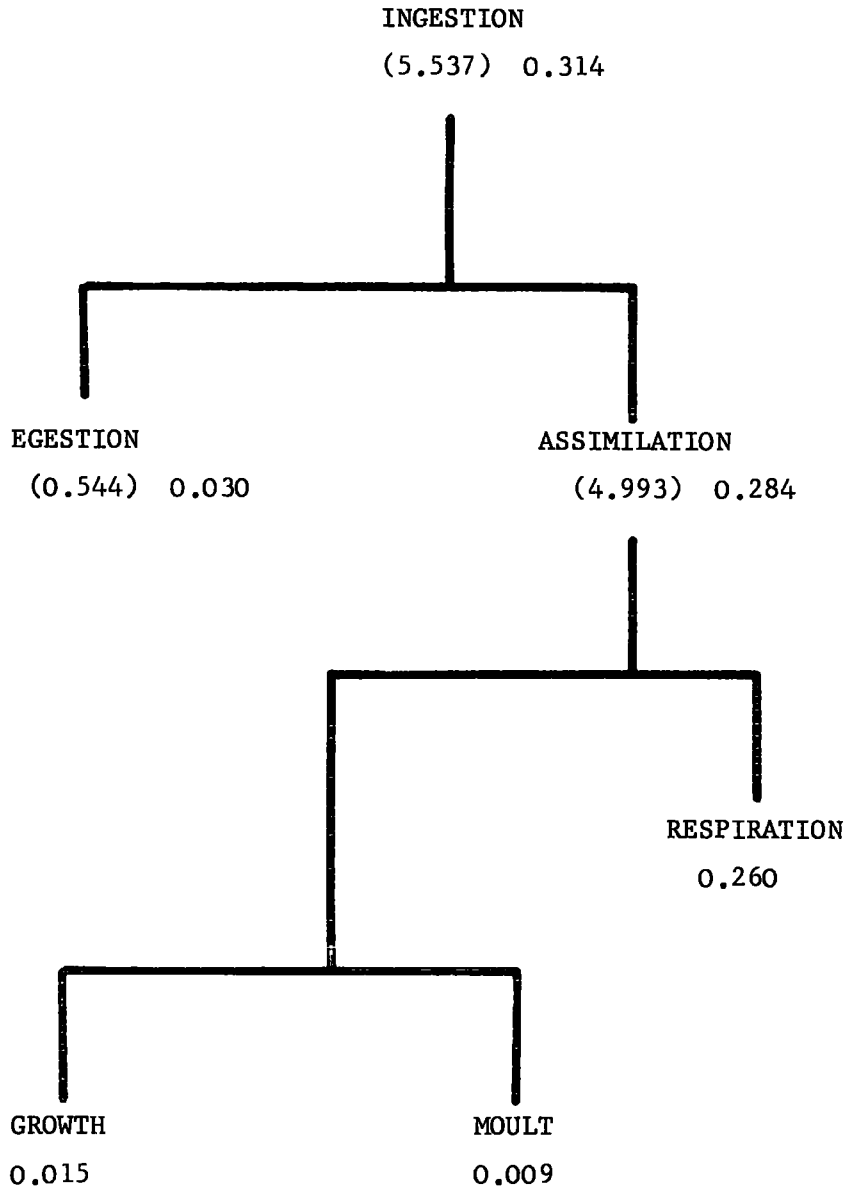 INGESTION
(5.537) 0.314
EGESTION
(0.544) 0.030
ASSIMILATION
(4.993) 0.284
RESPIRATION
0.260
GROWTH
0.015
MOULT
0.009